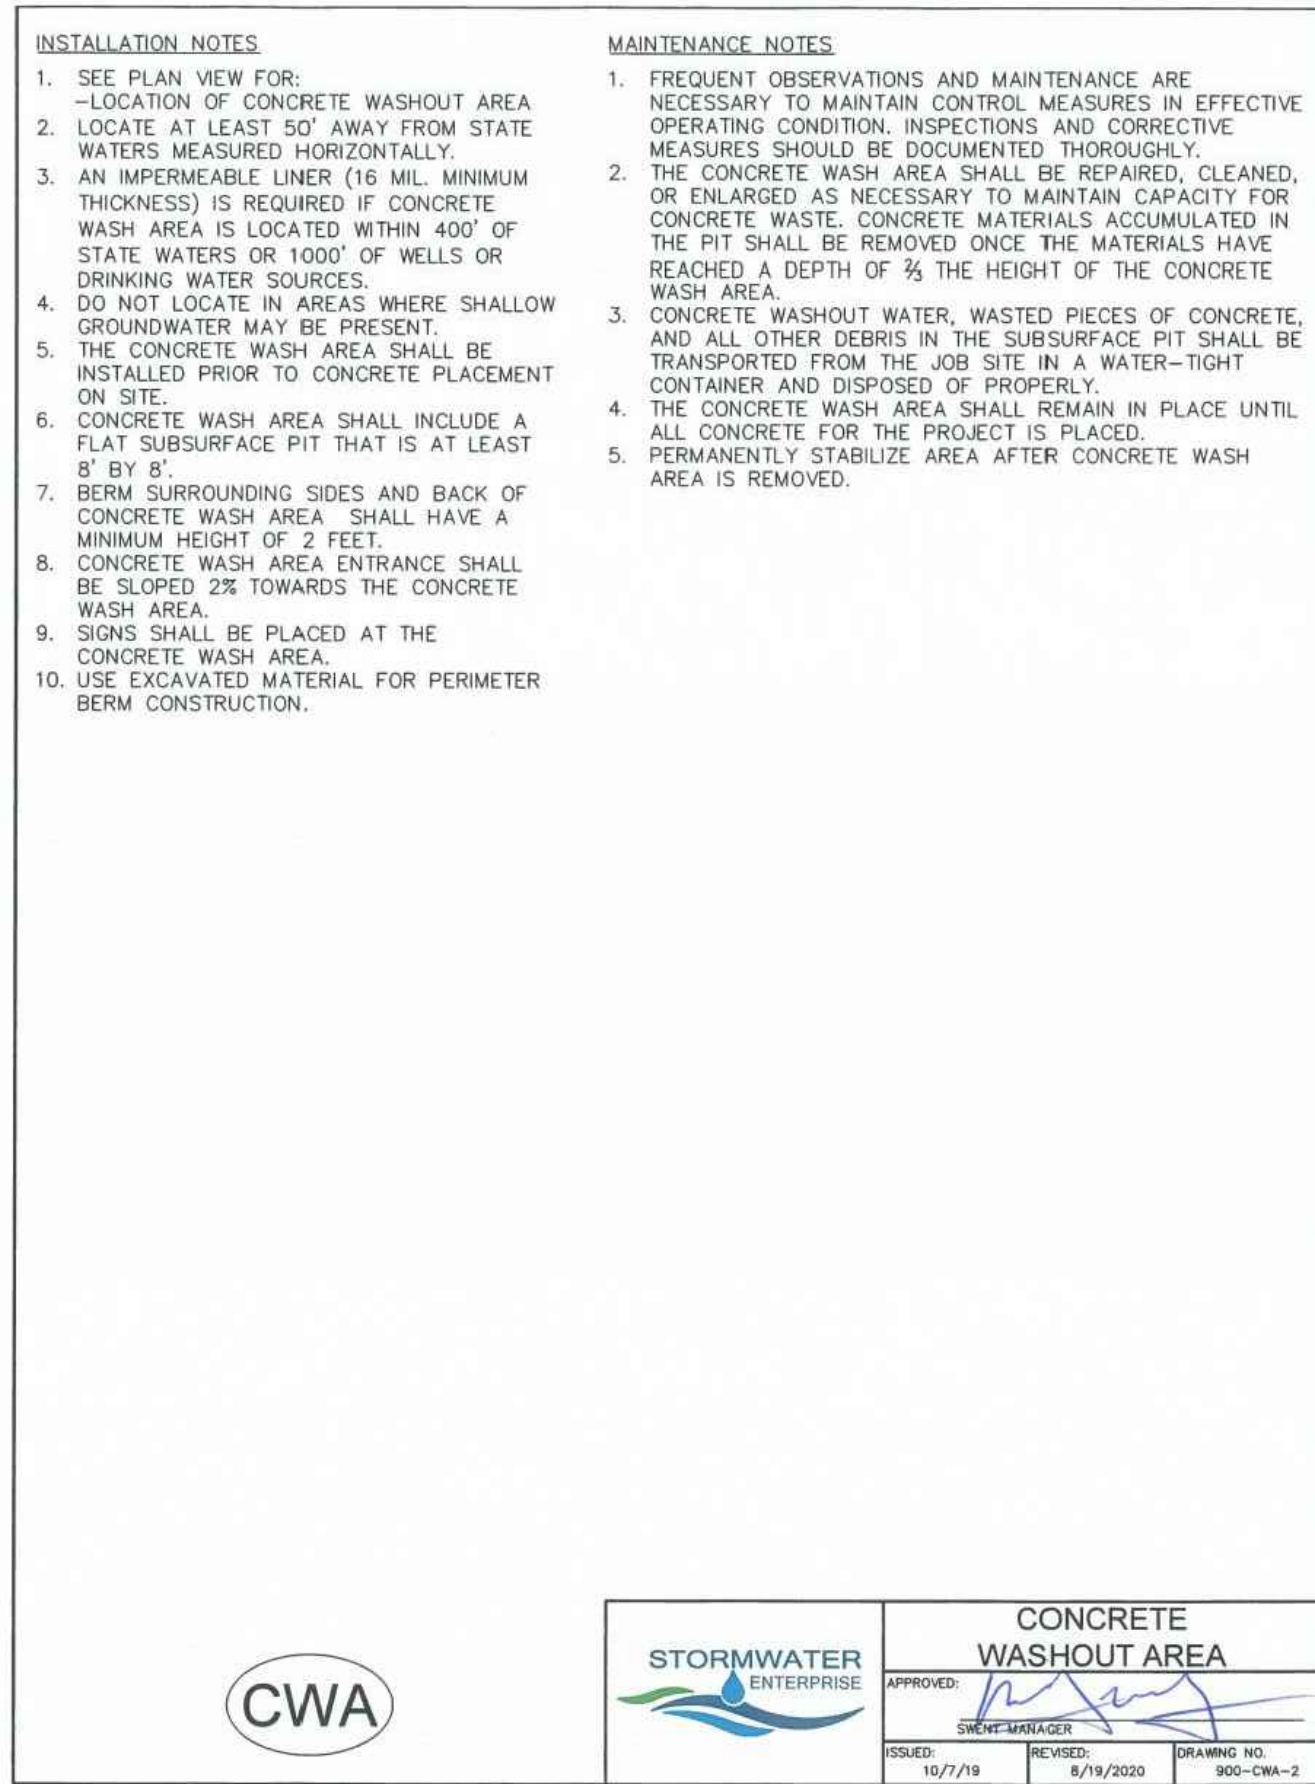 INSTALLATION NOTES
1. SEE PLAN VIEW FOR:
-LOCATION OF CONCRETE WASHOUT AREA
2. LOCATE AT LEAST 50' AWAY FROM STATE
WATERS MEASURED HORIZONTALLY.
3. AN IMPERMEABLE LINER (16 MIL. MINIMUM
THICKNESS) IS REQUIRED IF CONCRETE
WASH AREA IS LOCATED WITHIN 400' OF
STATE WATERS OR 1000' OF WELLS OR
DRINKING WATER SOURCES.
4. DO NOT LOCATE IN AREAS WHERE SHALLOW
GROUNDWATER MAY BE PRESENT.
5. THE CONCRETE WASH AREA SHALL BE
INSTALLED PRIOR TO CONCRETE PLACEMENT
ON SITE.
6. CONCRETE WASH AREA SHALL INCLUDE A
FLAT SUBSURFACE PIT THAT IS AT LEAST
8' BY 8'.
7. BERM SURROUNDING SIDES AND BACK OF
CONCRETE WASH AREA SHALL HAVE A
MINIMUM HEIGHT OF 2 FEET.
8. CONCRETE WASH AREA ENTRANCE SHALL
BE SLOPED 2% TOWARDS THE CONCRETE
WASH AREA.
9. SIGNS SHALL BE PLACED AT THE
CONCRETE WASH AREA.
10. USE EXCAVATED MATERIAL FOR PERIMETER
BERM CONSTRUCTION.
MAINTENANCE NOTES
1. FREQUENT OBSERVATIONS AND MAINTENANCE ARE
NECESSARY TO MAINTAIN CONTROL MEASURES IN EFFECTIVE
OPERATING CONDITION. INSPECTIONS AND CORRECTIVE
MEASURES SHOULD BE DOCUMENTED THOROUGHLY.
2. THE CONCRETE WASH AREA SHALL BE REPAIRED, CLEANED,
OR ENLARGED AS NECESSARY TO MAINTAIN CAPACITY FOR
CONCRETE WASTE. CONCRETE MATERIALS ACCUMULATED IN
THE PIT SHALL BE REMOVED ONCE THE MATERIALS HAVE
REACHED A DEPTH OF ⅔ THE HEIGHT OF THE CONCRETE
WASH AREA.
3. CONCRETE WASHOUT WATER, WASTED PIECES OF CONCRETE,
AND ALL OTHER DEBRIS IN THE SUBSURFACE PIT SHALL BE
TRANSPORTED FROM THE JOB SITE IN A WATER-TIGHT
CONTAINER AND DISPOSED OF PROPERLY.
4. THE CONCRETE WASH AREA SHALL REMAIN IN PLACE UNTIL
ALL CONCRETE FOR THE PROJECT IS PLACED.
5. PERMANENTLY STABILIZE AREA AFTER CONCRETE WASH
AREA IS REMOVED.
CWA
STORMWATER
ENTERPRISE
CONCRETE
WASHOUT AREA
APPROVED:
SWENT MANAGER
ISSUED:
10/7/19
REVISED:
8/19/2020
DRAWING NO.
900-CWA-2